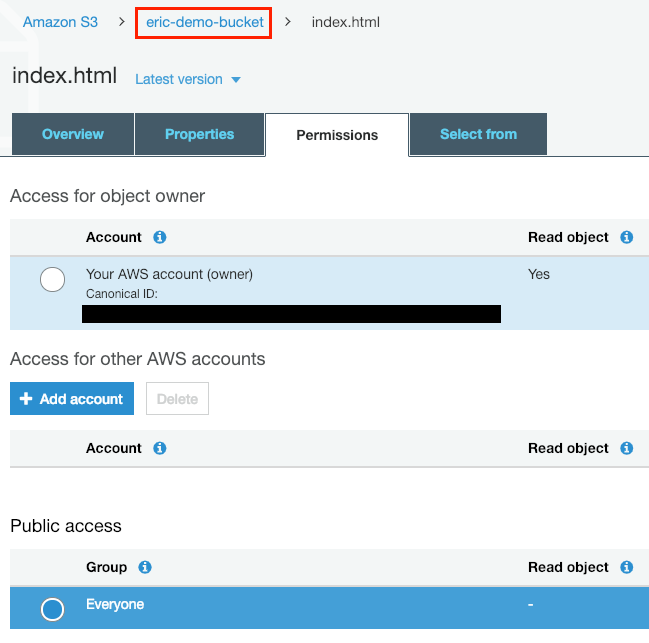 Amazon S3 > eric-demo-bucket > index.html
index.html Latest version
Overview Properties Permissions Select from
Access for object owner
Account Read object
Your AWS account (owner) Yes
Canonical ID:
Access for other AWS accounts
+ Add account Delete
Account Read object
Public access
Group Read object
Everyone -